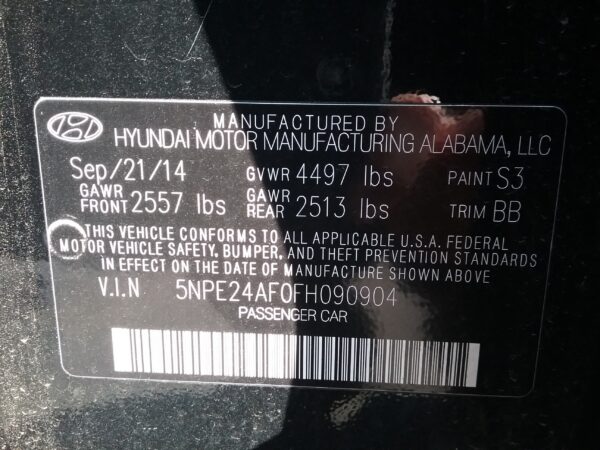 MANUFACTURED BY
HYUNDAI MOTOR MANUFACTURING ALABAMA, LLC
Sep/21/14 GVWR 4497 lbs PAINT S3
GAWR FRONT 2557 lbs GAWR REAR 2513 lbs TRIM BB
THIS VEHICLE CONFORMS TO ALL APPLICABLE U.S.A. FEDERAL
MOTOR VEHICLE SAFETY, BUMPER, AND THEFT PREVENTION STANDARDS
IN EFFECT ON THE DATE OF MANUFACTURE SHOWN ABOVE
V.I.N 5NPE24AF0FH090904
PASSENGER CAR